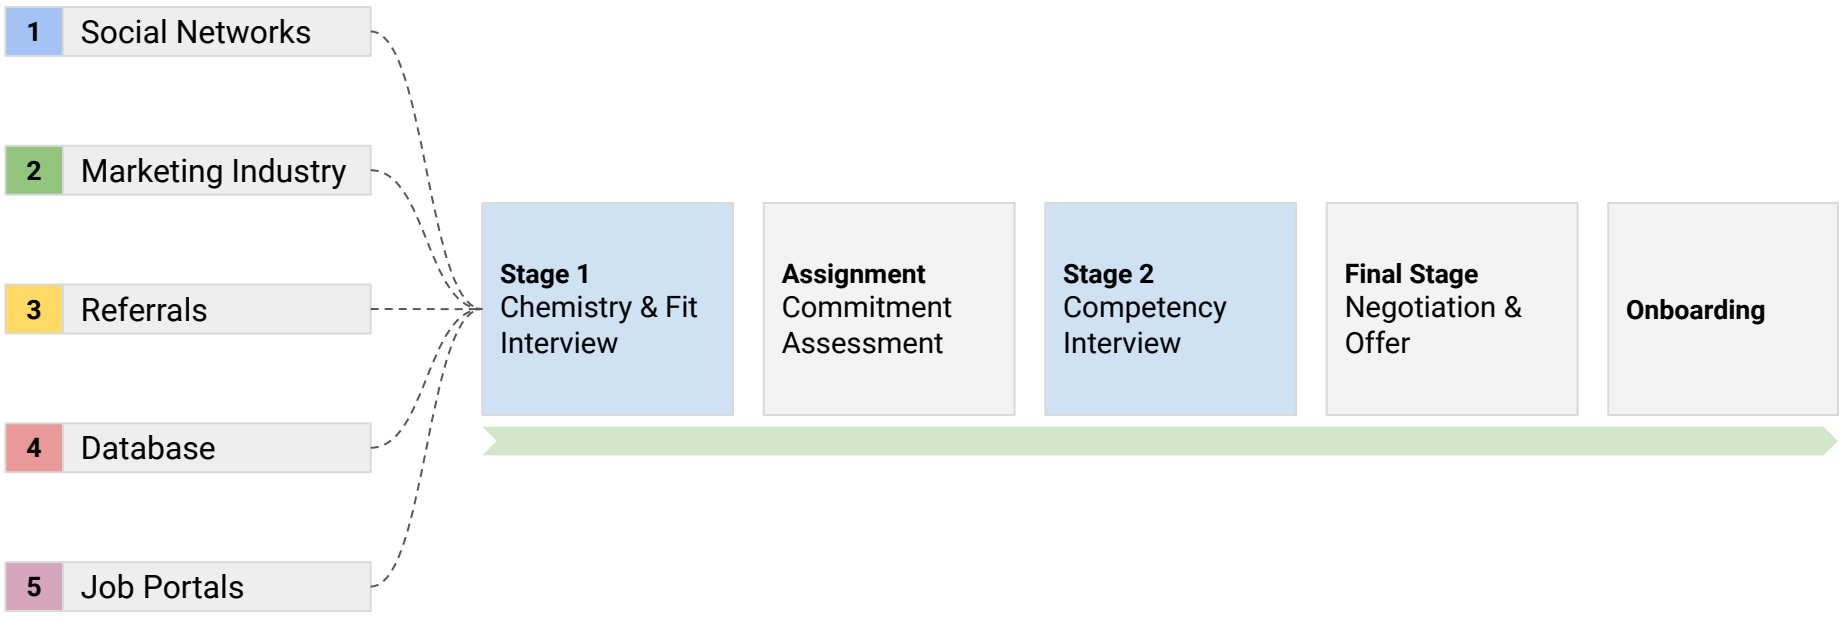 1 Social Networks
2 Marketing Industry
3 Referrals
4 Database
5 Job Portals
Stage 1
Chemistry & Fit
Interview
Assignment
Commitment
Assessment
Stage 2
Competency
Interview
Final Stage
Negotiation &
Offer
Onboarding